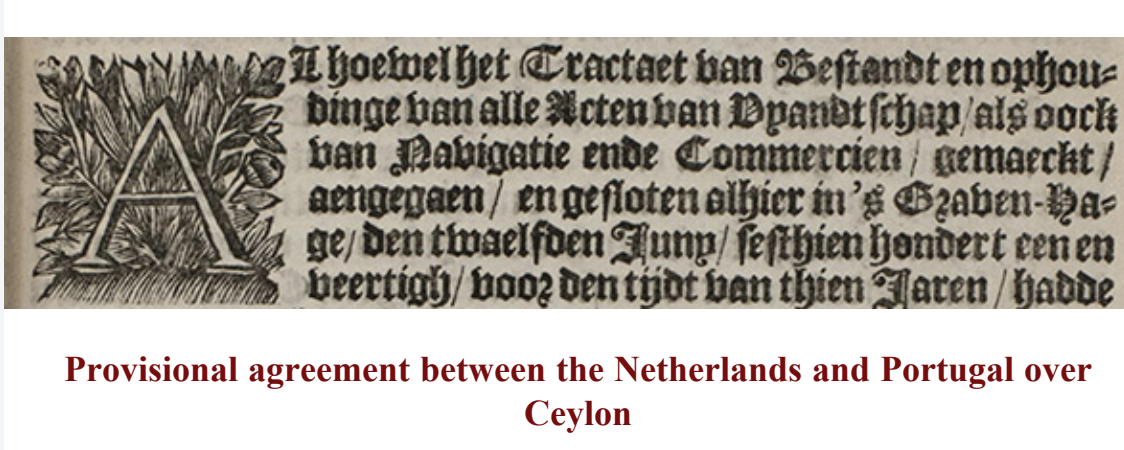 AL hoewel het Tractaet van Bestandt en ophou-
dinge van alle Acten van Vyandtschap / als oock
van Navigatie ende Commercien / gemaeckt /
aengegaen / en gesloten alhier in 's Graven-Ha-
ge / den twaelfden Juny / sesthien hondert een en
veertigh / voor den tijdt van thien Jaren / hadde
Provisional agreement between the Netherlands and Portugal over
Ceylon